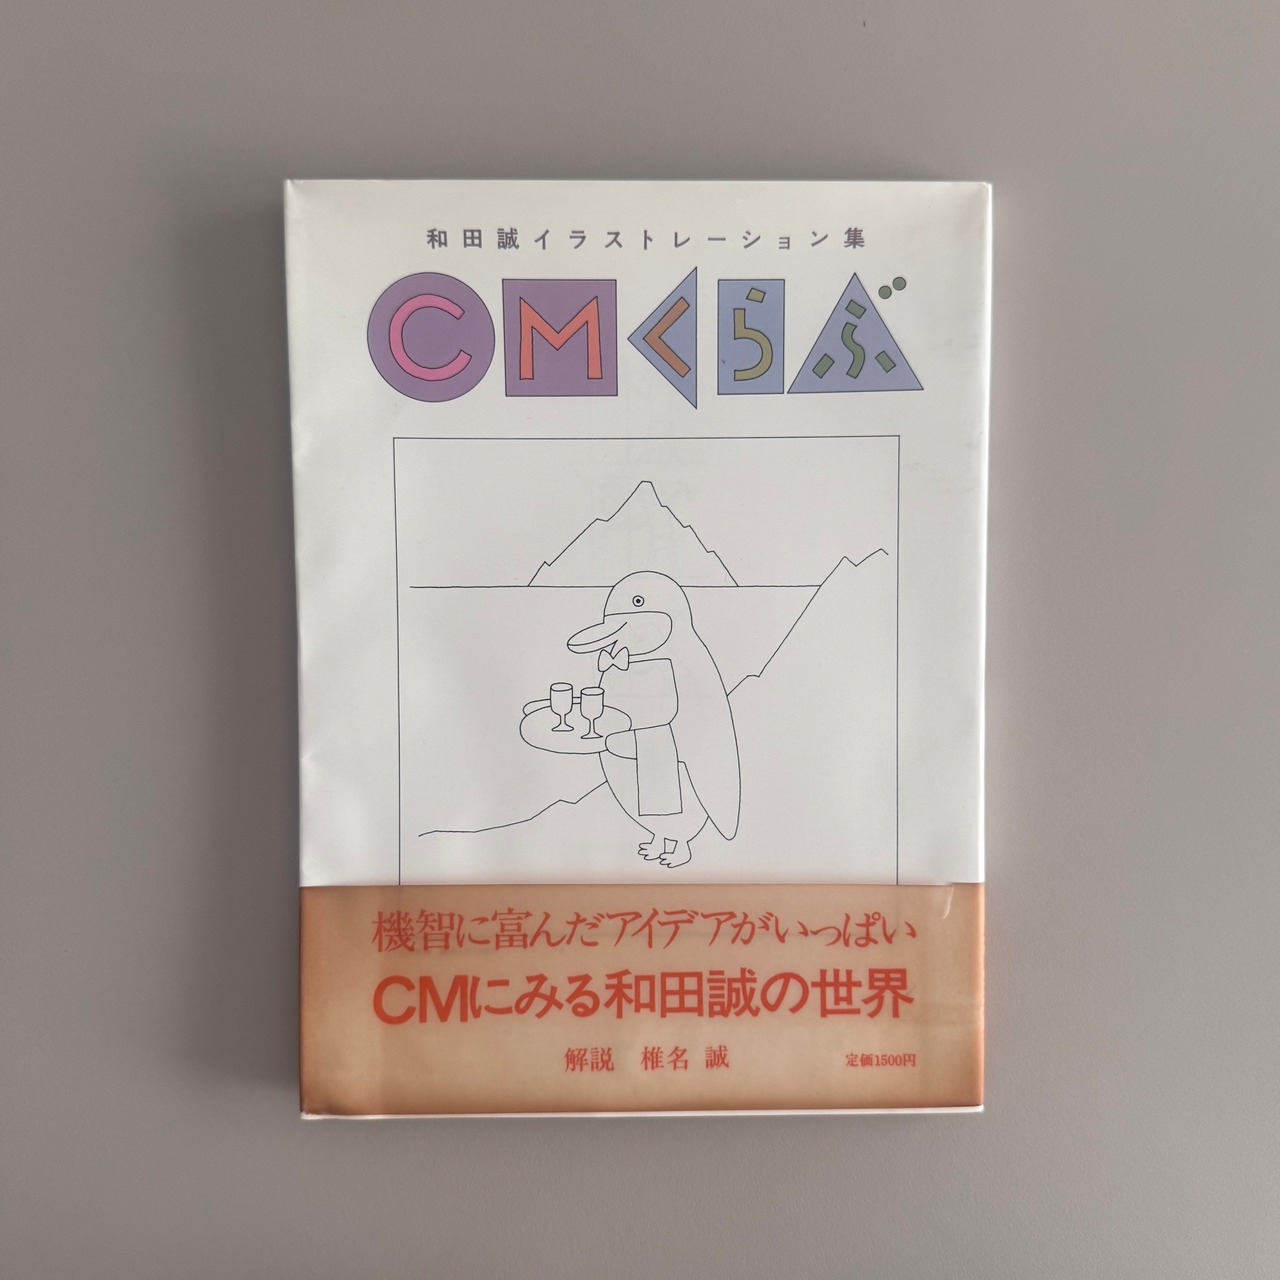 和田誠イラストレーション集
CMくらぶ
機智に富んだアイデアがいっぱい
CMにみる和田誠の世界
解説 椎名 誠
定価1500円